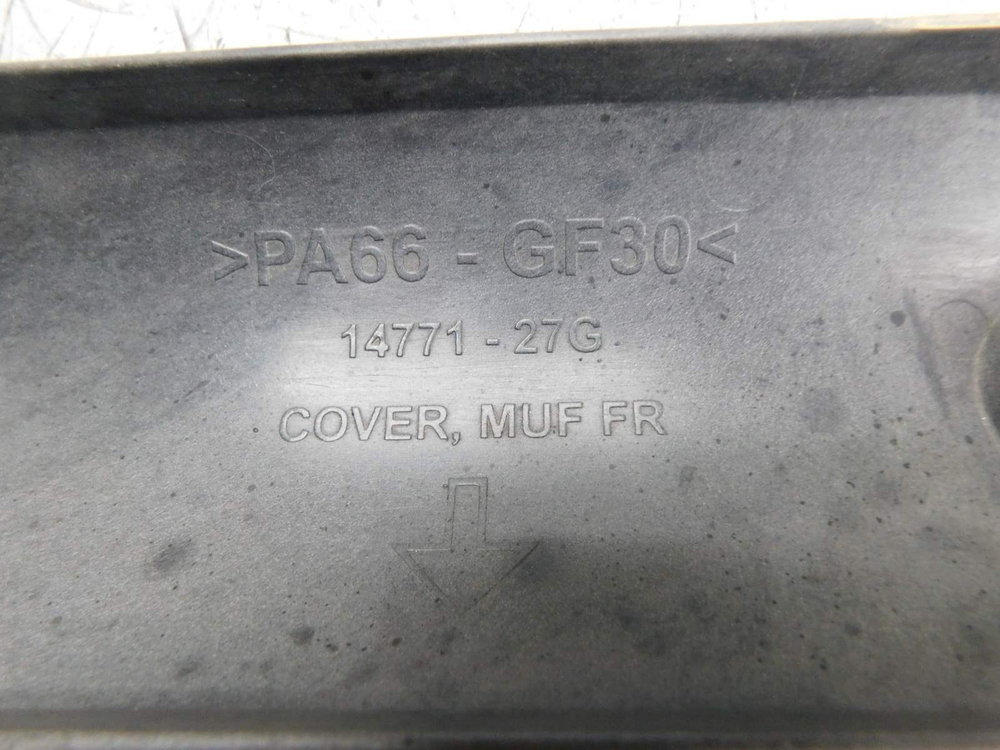 >PA66 - GF30<
14771 - 27G
COVER, MUF FR